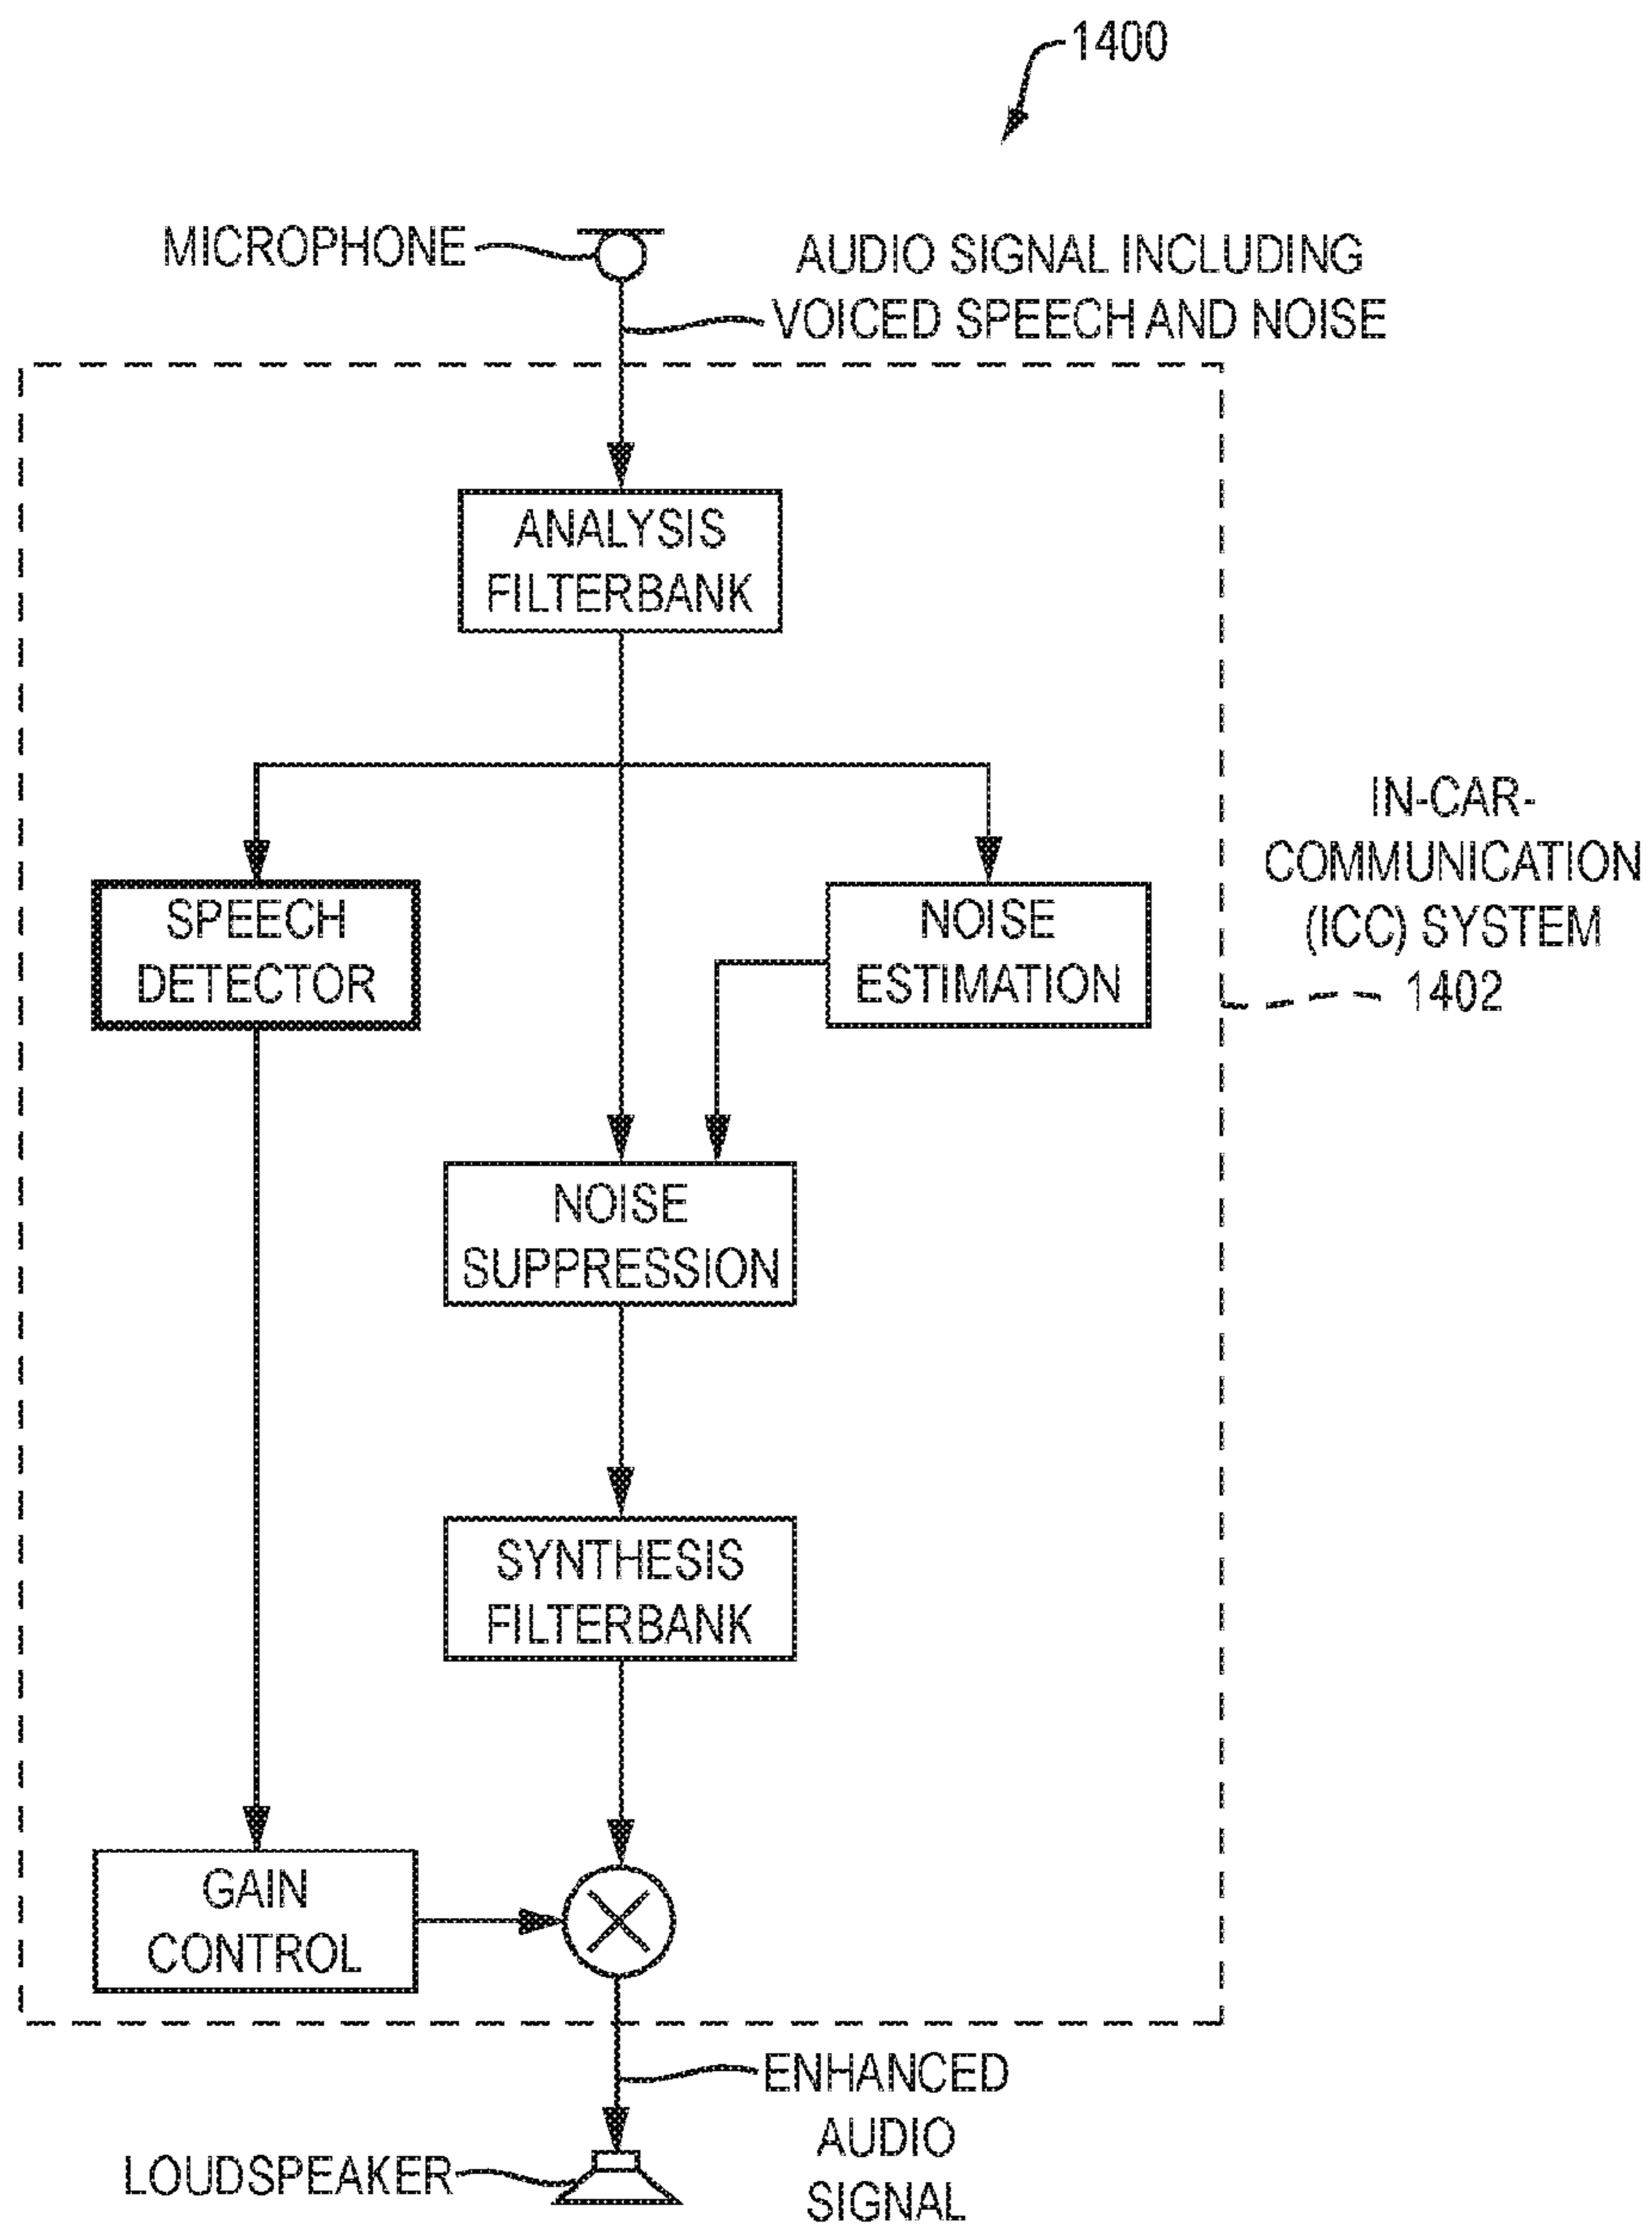 1400
MICROPHONE
AUDIO SIGNAL INCLUDING
VOICED SPEECH AND NOISE
ANALYSIS
FILTERBANK
SPEECH
DETECTOR
NOISE
ESTIMATION
IN-CAR-
COMMUNICATION
(ICC) SYSTEM
1402
NOISE
SUPPRESSION
SYNTHESIS
FILTERBANK
GAIN
CONTROL
ENHANCED
AUDIO
SIGNAL
LOUDSPEAKER